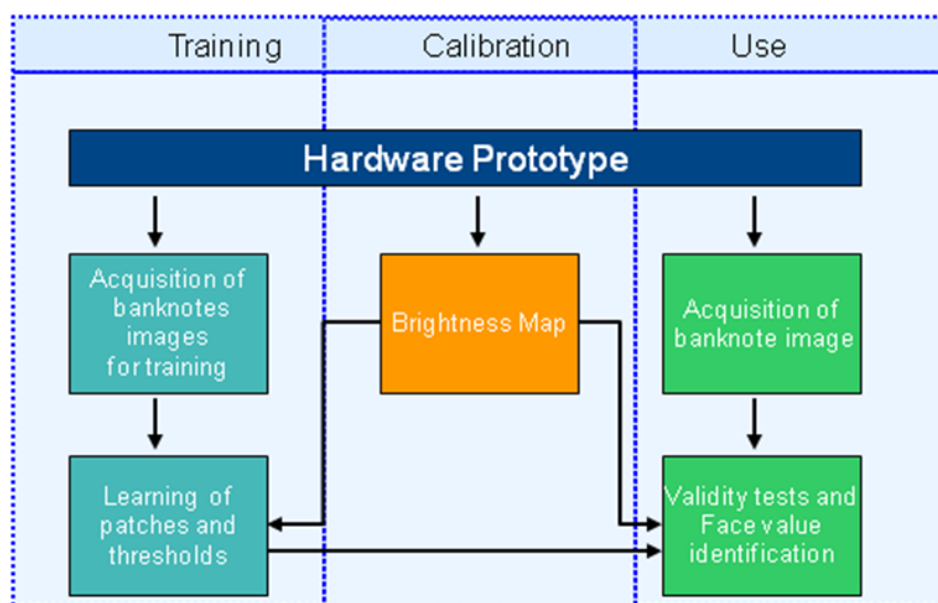 Training
Calibration
Use
Hardware Prototype
Acquisition of
banknotes
images
for training
Brightness Map
Acquisition of
banknote image
Learning of
patches and
thresholds
Validity tests and
Face value
identification